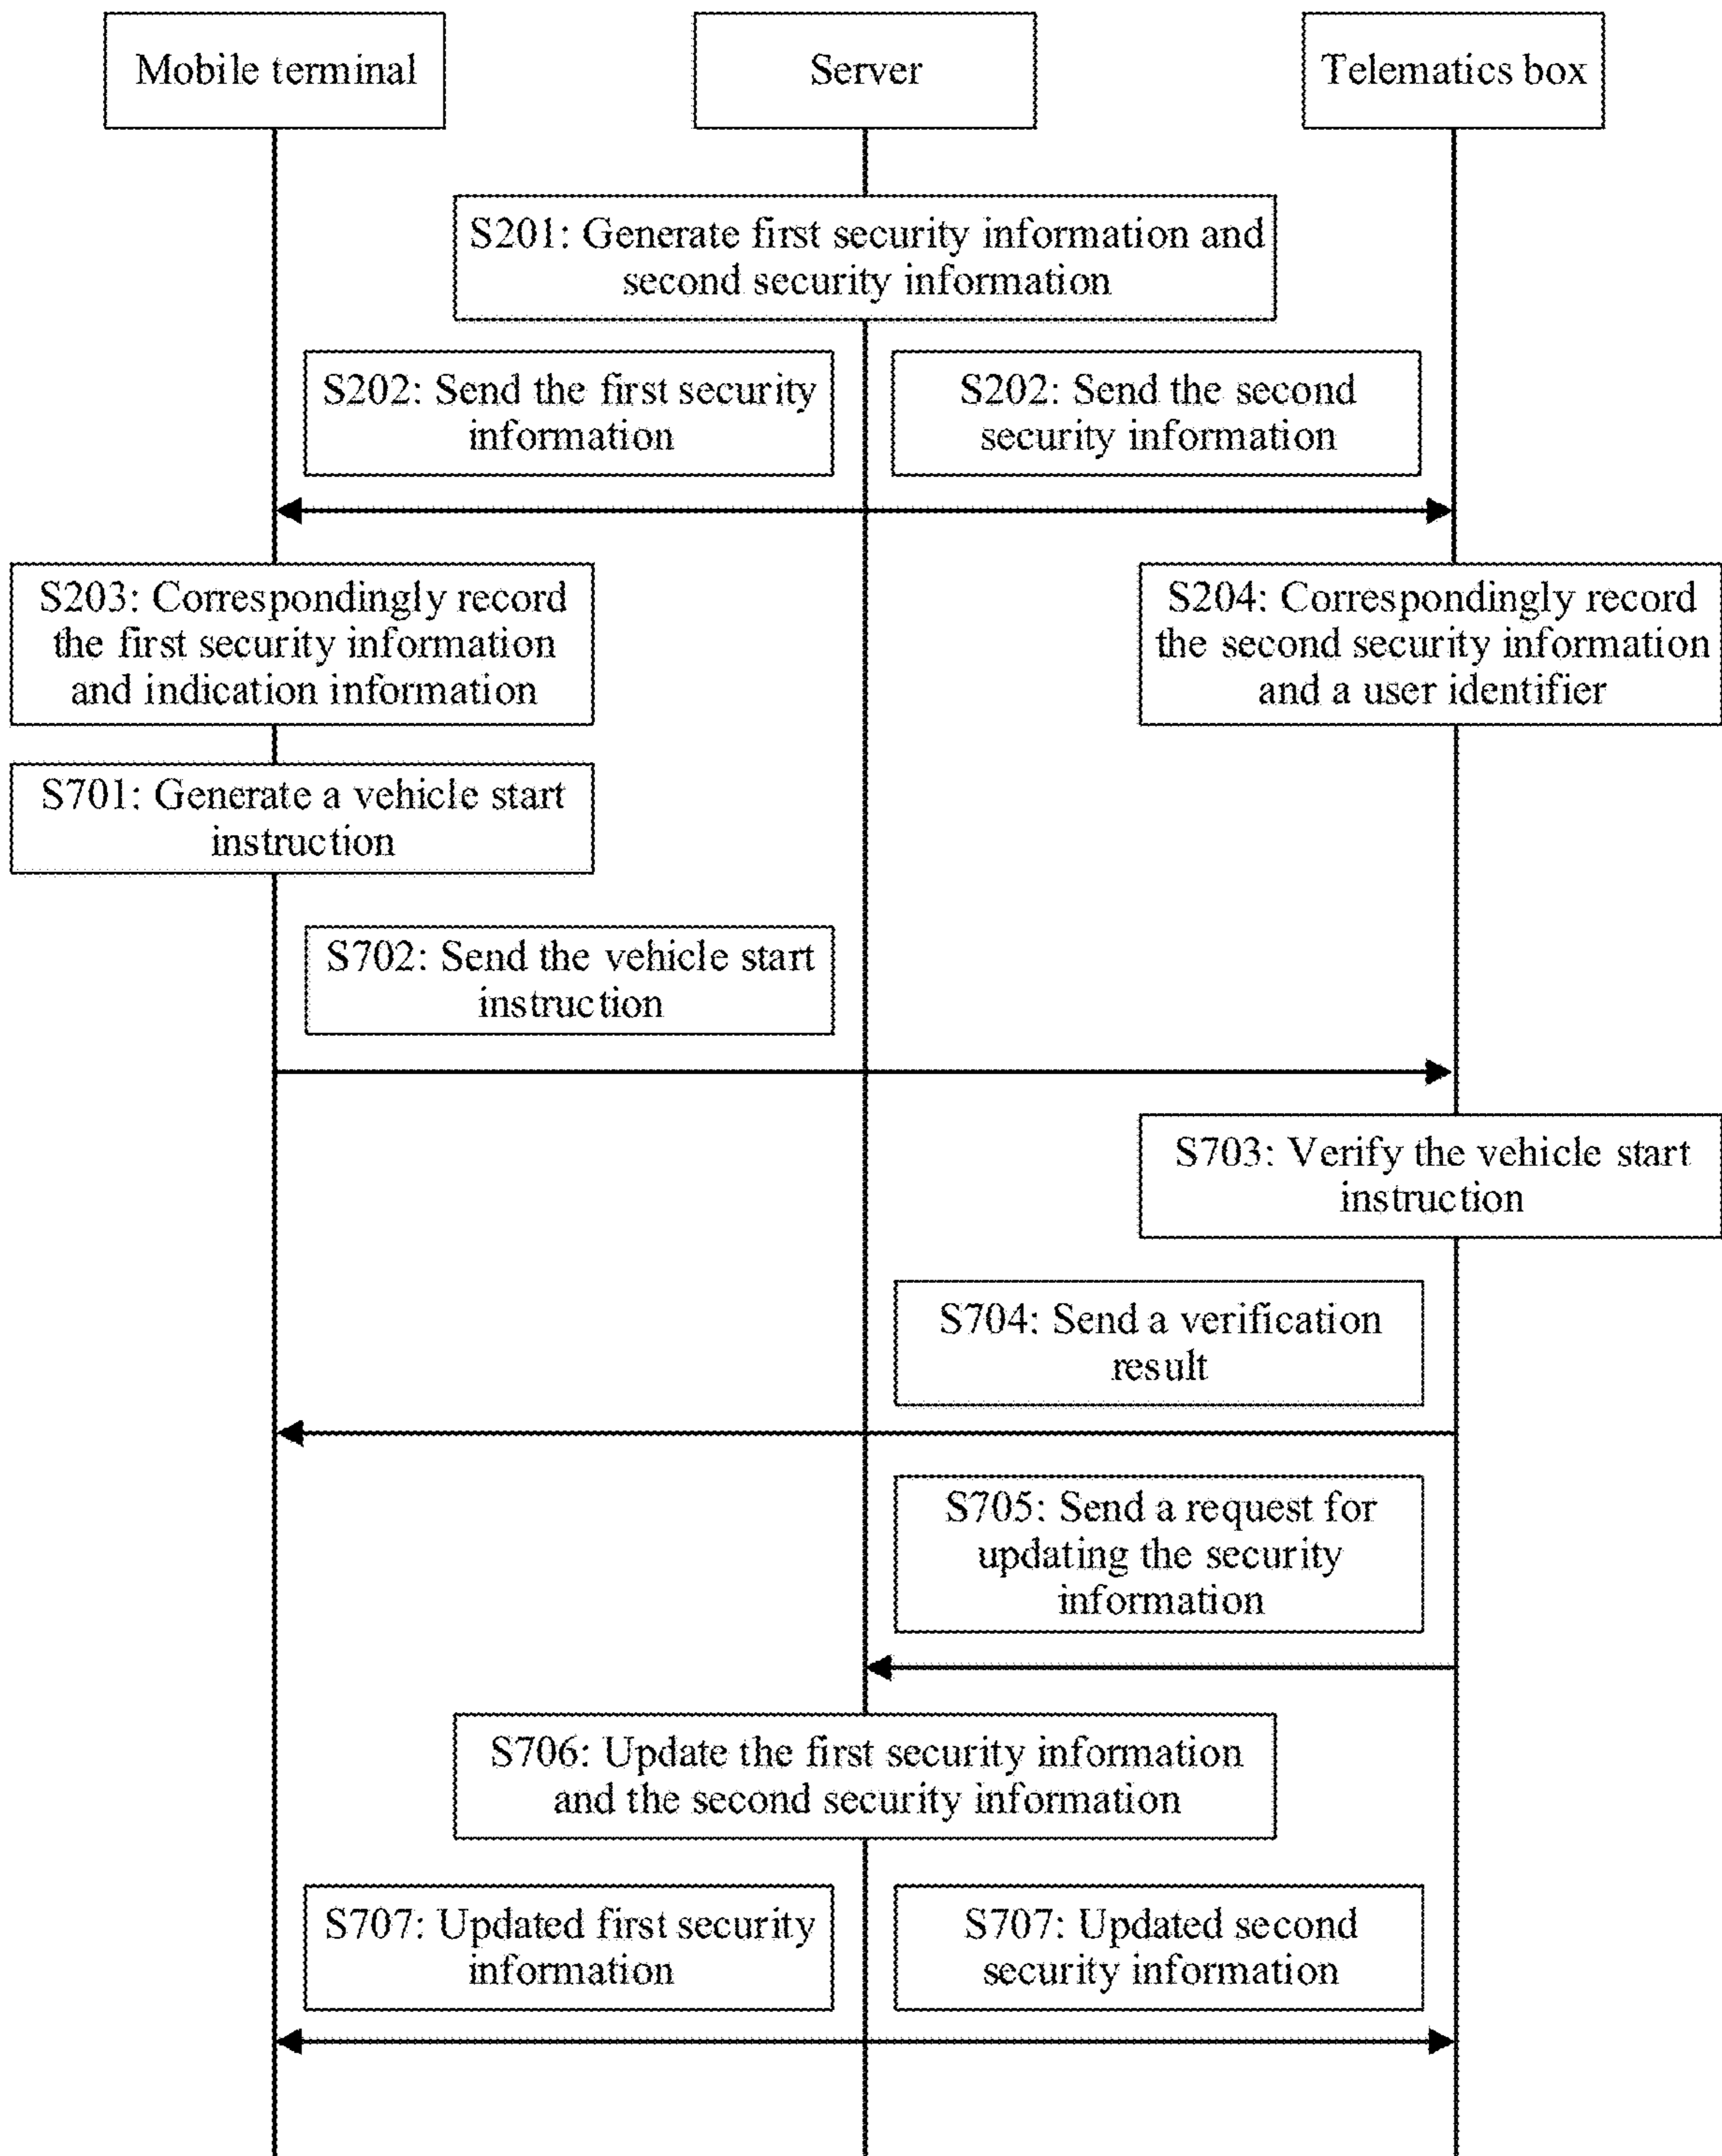 Mobile terminal
Server
Telematics box
S201: Generate first security information and
second security information
S202: Send the first security
information
S202: Send the second
security information
S203: Correspondingly record
the first security information
and indication information
S204: Correspondingly record
the second security information
and a user identifier
S701: Generate a vehicle start
instruction
S702: Send the vehicle start
instruction
S703: Verify the vehicle start
instruction
S704: Send a verification
result
S705: Send a request for
updating the security
information
S706: Update the first security information
and the second security information
S707: Updated first security
information
S707: Updated second
security information